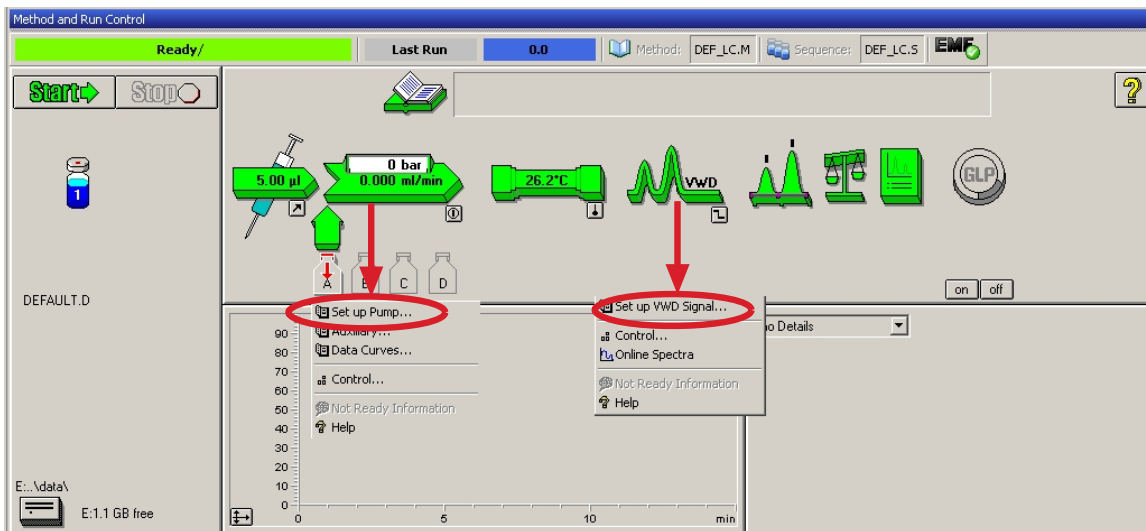 Method and Run Control
Ready/ Last Run 0.0 Method: DEF_LC.M Sequence: DEF_LC.S EMF
Start Stop ?
5.00 µl 0 bar
0.000 ml/min 26.2°C VWD GLP
1
A B C D
DEFAULT.D on off
Set up Pump... Set up VWD Signal...
Auxiliary... no Details
Data Curves... Control...
Online Spectra
Control...
Not Ready Information Not Ready Information
Help Help
90
80
70
60
50
40
30
20
10
0
0 5 10 min
E:..\data\
E:1.1 GB free